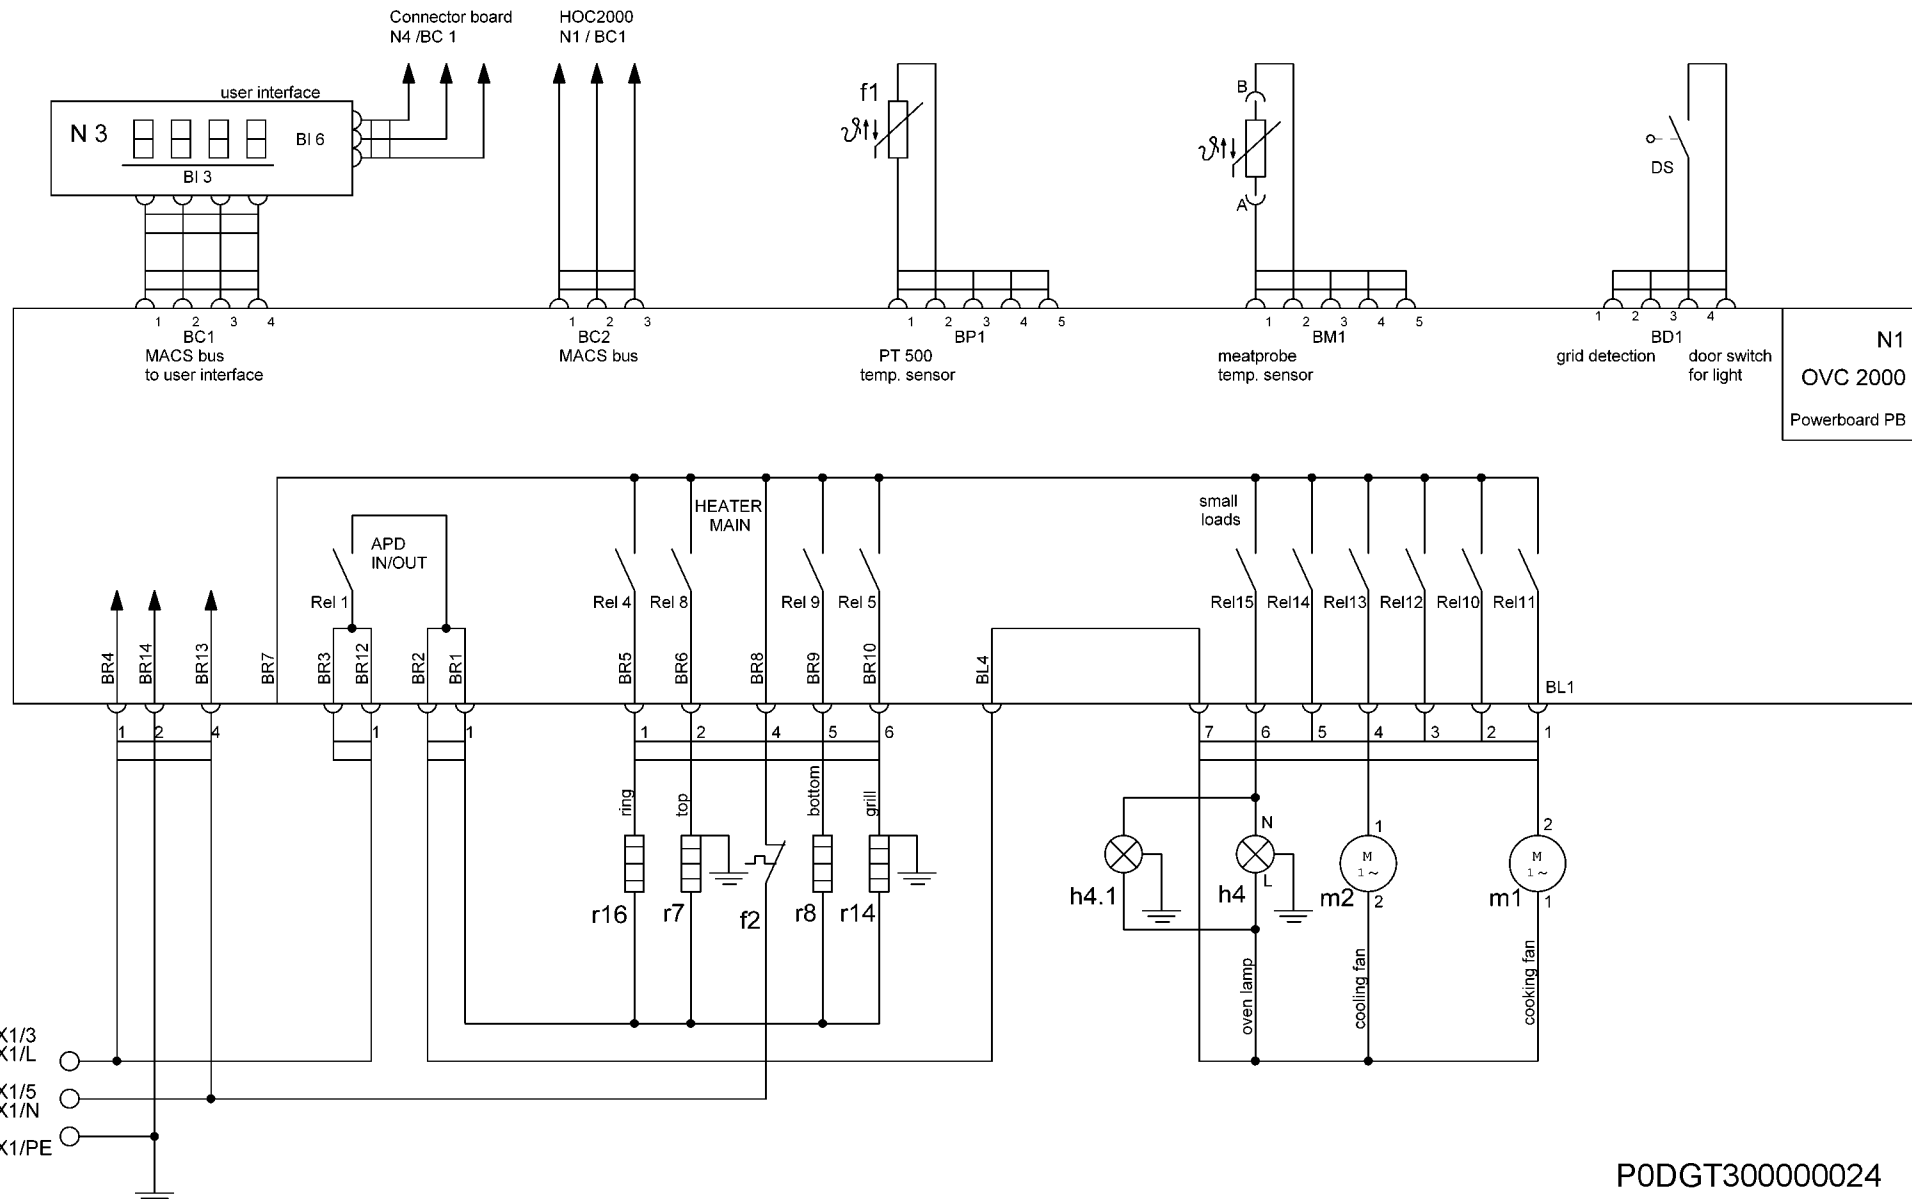 Connector board
N4 /BC 1
HOC2000
N1 / BC1
user interface
N 3
BI 6
BI 3
f1
B
A
DS
1 2 3 4
BC1
MACS bus
to user interface
1 2 3
BC2
MACS bus
1 2 3 4 5
BP1
PT 500
temp. sensor
1 2 3 4 5
BM1
meatprobe
temp. sensor
1 2 3 4
BD1
grid detection
door switch
for light
N1
OVC 2000
Powerboard PB
HEATER
MAIN
small
loads
APD
IN/OUT
Rel 1
Rel 4
Rel 8
Rel 9
Rel 5
Rel15
Rel14
Rel13
Rel12
Rel10
Rel11
BR4
BR14
BR13
BR7
BR3
BR12
BR2
BR1
BR5
BR6
BR8
BR9
BR10
BL4
BL1
1 2 4
1
1
1 2 4 5 6
7 6 5 4 3 2 1
ring
top
bottom
grill
r16
r7
f2
r8
r14
h4.1
N
L
h4
1
M
1 ~
2
m2
2
M
1 ~
1
m1
oven lamp
cooling fan
cooking fan
X1/3
X1/L
X1/5
X1/N
X1/PE
P0DGT300000024